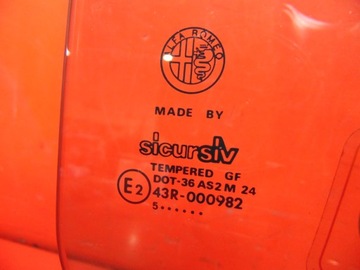 ALFA ROMEO
MADE BY
sicursiv
TEMPERED GF
DOT-36 AS2 M 24
E2 43R-000982
5......